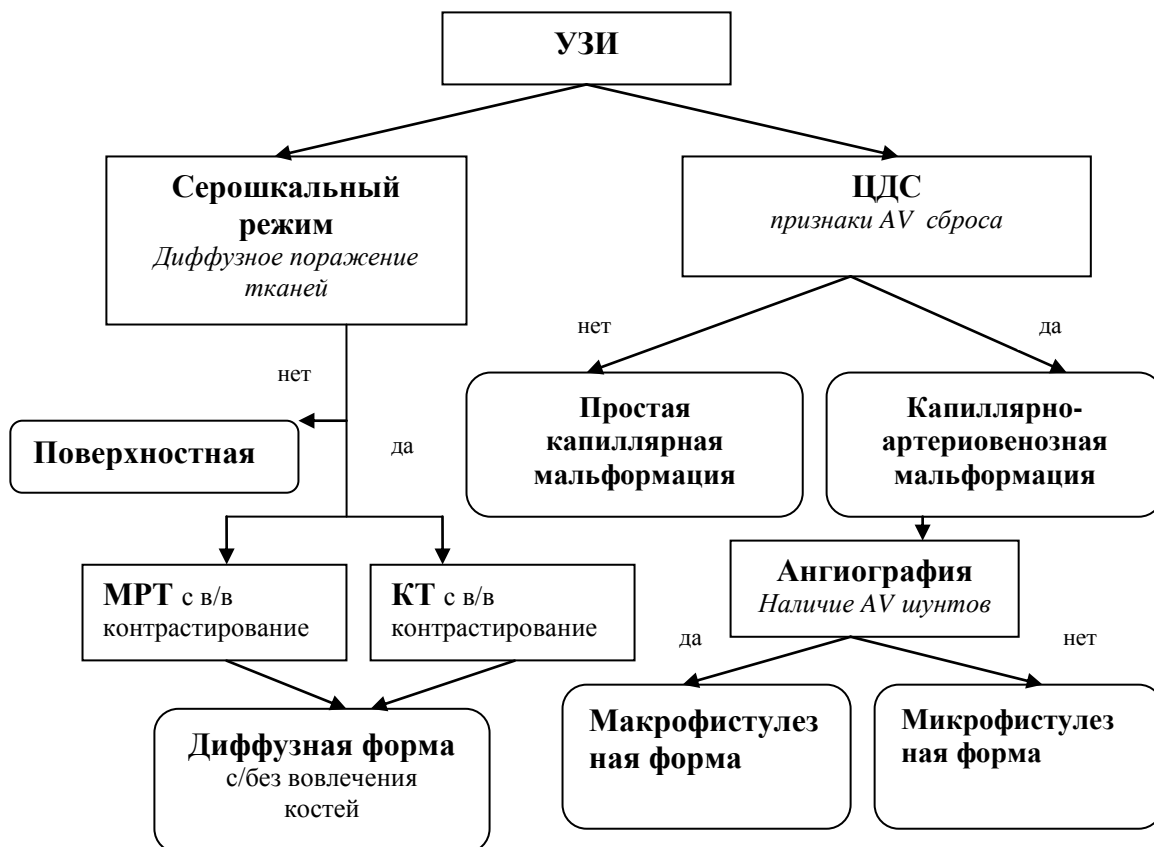 УЗИ
Серошкальный
режим
Диффузное поражение
тканей
ЦДС
признаки AV сброса
нет
да
нет
Простая
капиллярная
мальформация
Капиллярно-
артериовенозная
мальформация
Поверхностная
да
Ангиография
Наличие AV шунтов
МРТ с в/в
контрастирование
КТ с в/в
контрастирование
да
нет
Диффузная форма
с/без вовлечения
костей
Макрофистулез
ная форма
Микрофистулез
ная форма